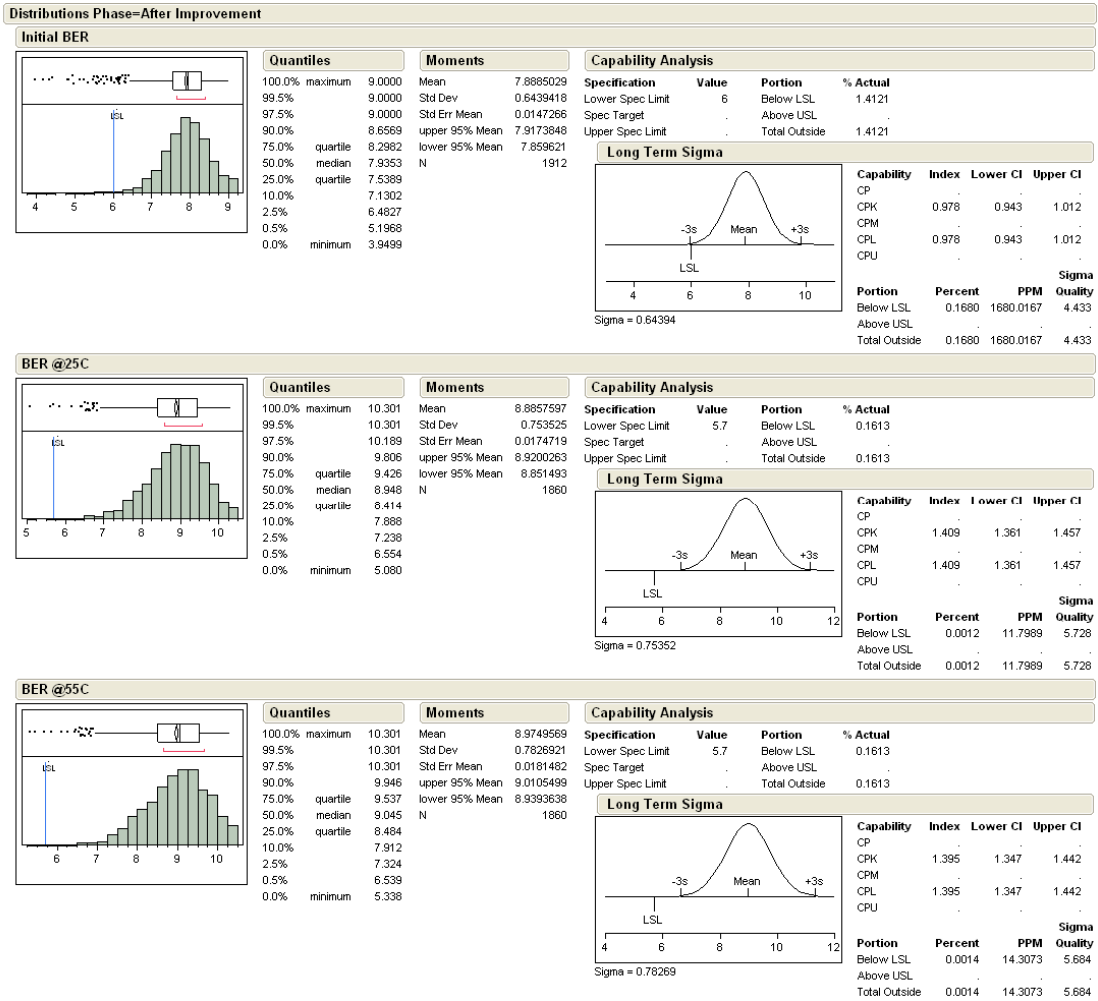 Distributions Phase=After Improvement
Initial BER
LSL
4 5 6 7 8 9
Quantiles
100.0% maximum 9.0000
99.5% 9.0000
97.5% 9.0000
90.0% 8.6569
75.0% quartile 8.2982
50.0% median 7.9353
25.0% quartile 7.5389
10.0% 7.1302
2.5% 6.4827
0.5% 5.1968
0.0% minimum 3.9499
Moments
Mean 7.8885029
Std Dev 0.6439418
Std Err Mean 0.0147266
upper 95% Mean 7.9173848
lower 95% Mean 7.859621
N 1912
Capability Analysis
Specification Value Portion % Actual
Lower Spec Limit 6 Below LSL 1.4121
Spec Target . Above USL .
Upper Spec Limit . Total Outside 1.4121
Long Term Sigma
-3s Mean +3s
LSL
4 6 8 10
Sigma = 0.64394
Capability Index Lower CI Upper CI
CP . . .
CPK 0.978 0.943 1.012
CPM . . .
CPL 0.978 0.943 1.012
CPU . . .
Sigma
Portion Percent PPM Quality
Below LSL 0.1680 1680.0167 4.433
Above USL . . .
Total Outside 0.1680 1680.0167 4.433
BER @25C
LSL
5 6 7 8 9 10
Quantiles
100.0% maximum 10.301
99.5% 10.301
97.5% 10.189
90.0% 9.806
75.0% quartile 9.426
50.0% median 8.948
25.0% quartile 8.414
10.0% 7.888
2.5% 7.238
0.5% 6.554
0.0% minimum 5.080
Moments
Mean 8.8857597
Std Dev 0.753525
Std Err Mean 0.0174719
upper 95% Mean 8.9200263
lower 95% Mean 8.851493
N 1860
Capability Analysis
Specification Value Portion % Actual
Lower Spec Limit 5.7 Below LSL 0.1613
Spec Target . Above USL .
Upper Spec Limit . Total Outside 0.1613
Long Term Sigma
-3s Mean +3s
LSL
4 6 8 10 12
Sigma = 0.75352
Capability Index Lower CI Upper CI
CP . . .
CPK 1.409 1.361 1.457
CPM . . .
CPL 1.409 1.361 1.457
CPU . . .
Sigma
Portion Percent PPM Quality
Below LSL 0.0012 11.7989 5.728
Above USL . . .
Total Outside 0.0012 11.7989 5.728
BER @55C
LSL
6 7 8 9 10
Quantiles
100.0% maximum 10.301
99.5% 10.301
97.5% 10.301
90.0% 9.946
75.0% quartile 9.537
50.0% median 9.045
25.0% quartile 8.484
10.0% 7.912
2.5% 7.324
0.5% 6.539
0.0% minimum 5.338
Moments
Mean 8.9749569
Std Dev 0.7826921
Std Err Mean 0.0181482
upper 95% Mean 9.0105499
lower 95% Mean 8.9393638
N 1860
Capability Analysis
Specification Value Portion % Actual
Lower Spec Limit 5.7 Below LSL 0.1613
Spec Target . Above USL .
Upper Spec Limit . Total Outside 0.1613
Long Term Sigma
-3s Mean +3s
LSL
4 6 8 10 12
Sigma = 0.78269
Capability Index Lower CI Upper CI
CP . . .
CPK 1.395 1.347 1.442
CPM . . .
CPL 1.395 1.347 1.442
CPU . . .
Sigma
Portion Percent PPM Quality
Below LSL 0.0014 14.3073 5.684
Above USL . . .
Total Outside 0.0014 14.3073 5.684